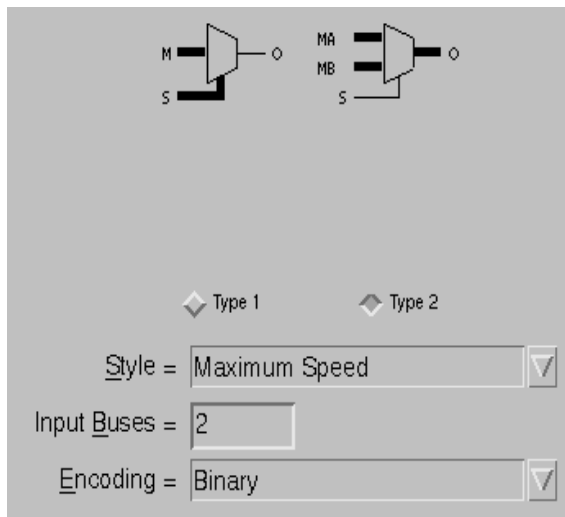 M O MA O
MB
S S
Type 1 Type 2
Style = Maximum Speed
Input Buses = 2
Encoding = Binary